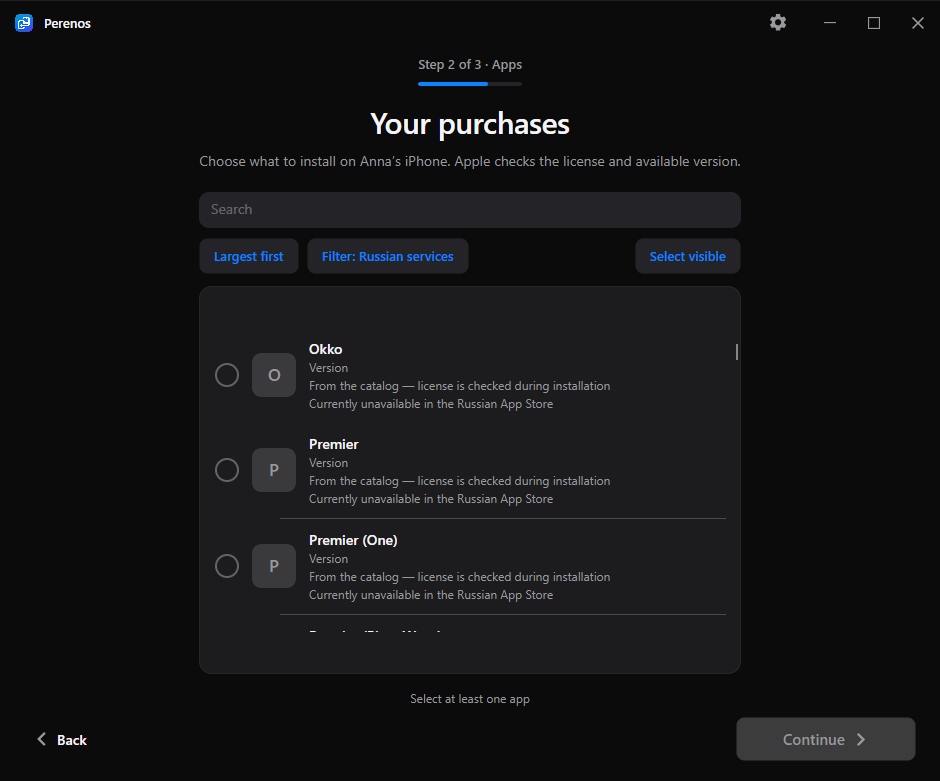 Perenos
Step 2 of 3 · Apps
Your purchases
Choose what to install on Anna's iPhone. Apple checks the license and available version.
Search
Largest first
Filter: Russian services
Select visible
O
Okko
Version
From the catalog — license is checked during installation
Currently unavailable in the Russian App Store
P
Premier
Version
From the catalog — license is checked during installation
Currently unavailable in the Russian App Store
P
Premier (One)
Version
From the catalog — license is checked during installation
Currently unavailable in the Russian App Store
Select at least one app
Back
Continue